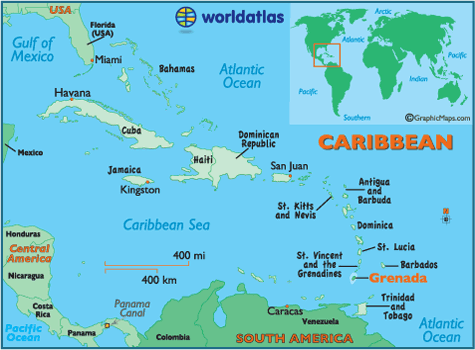 USA
worldatlas
Arctic
Atlantic
Pacific
Indian
Pacific
Southern
©GraphicMaps.com
Florida
(USA)
Gulf of
Mexico
Miami
Bahamas
Atlantic
Ocean
Havana
CARIBBEAN
Cuba
Mexico
Haiti
Dominican
Republic
San Juan
Jamaica
Kingston
Antigua
and
Barbuda
St. Kitts
and Nevis
Caribbean Sea
Dominica
Honduras
St. Lucia
Central
America
400 mi
St. Vincent
and the
Grenadines
Barbados
Nicaragua
400 km
Grenada
Costa
Rica
Panama
Canal
Caracas
Trinidad
and
Tobago
Pacific
Ocean
Panama
Colombia
Venezuela
SOUTH AMERICA
Atlantic
Ocean